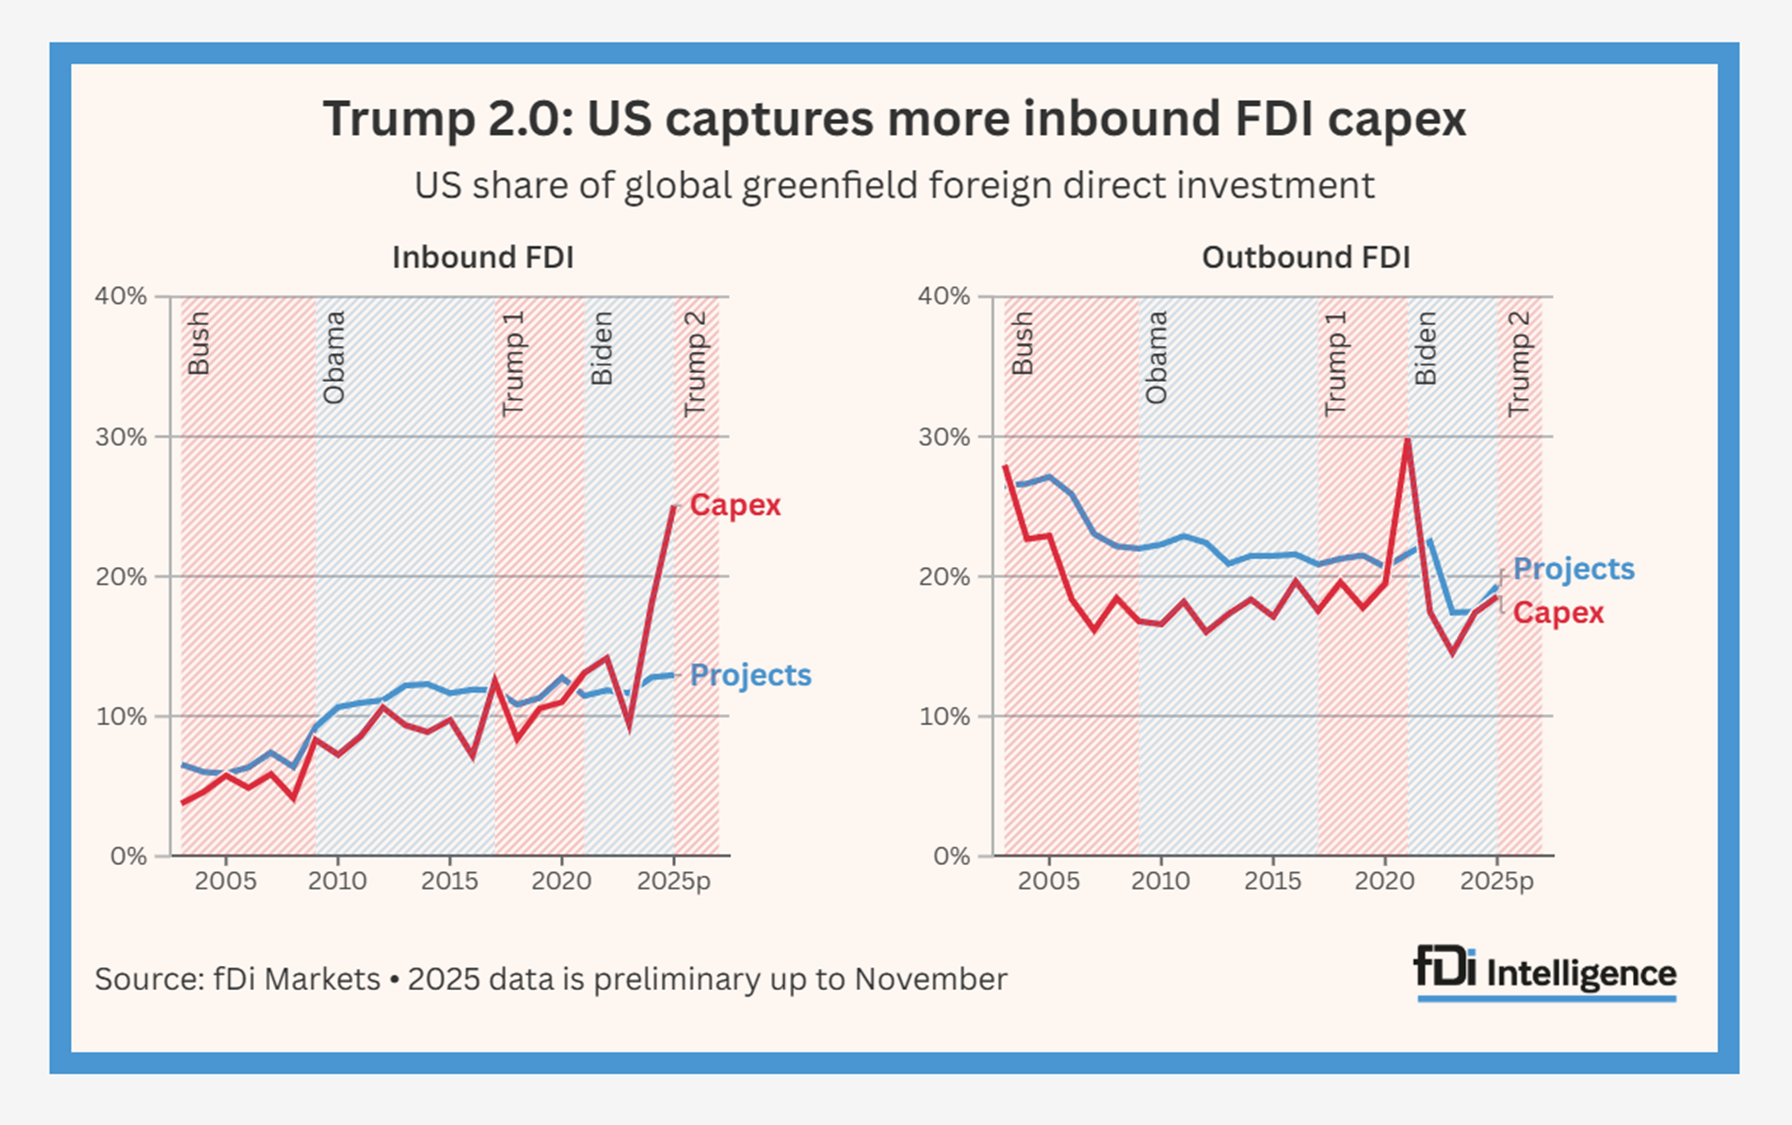 Trump 2.0: US captures more inbound FDI capex
US share of global greenfield foreign direct investment
Inbound FDI
40%
30%
20%
10%
0%
Bush
Obama
Trump 1
Biden
Trump 2
Capex
Projects
2005
2010
2015
2020
2025p
Outbound FDI
40%
30%
20%
10%
0%
Bush
Obama
Trump 1
Biden
Trump 2
Projects
Capex
2005
2010
2015
2020
2025p
Source: fDi Markets • 2025 data is preliminary up to November
fDi Intelligence